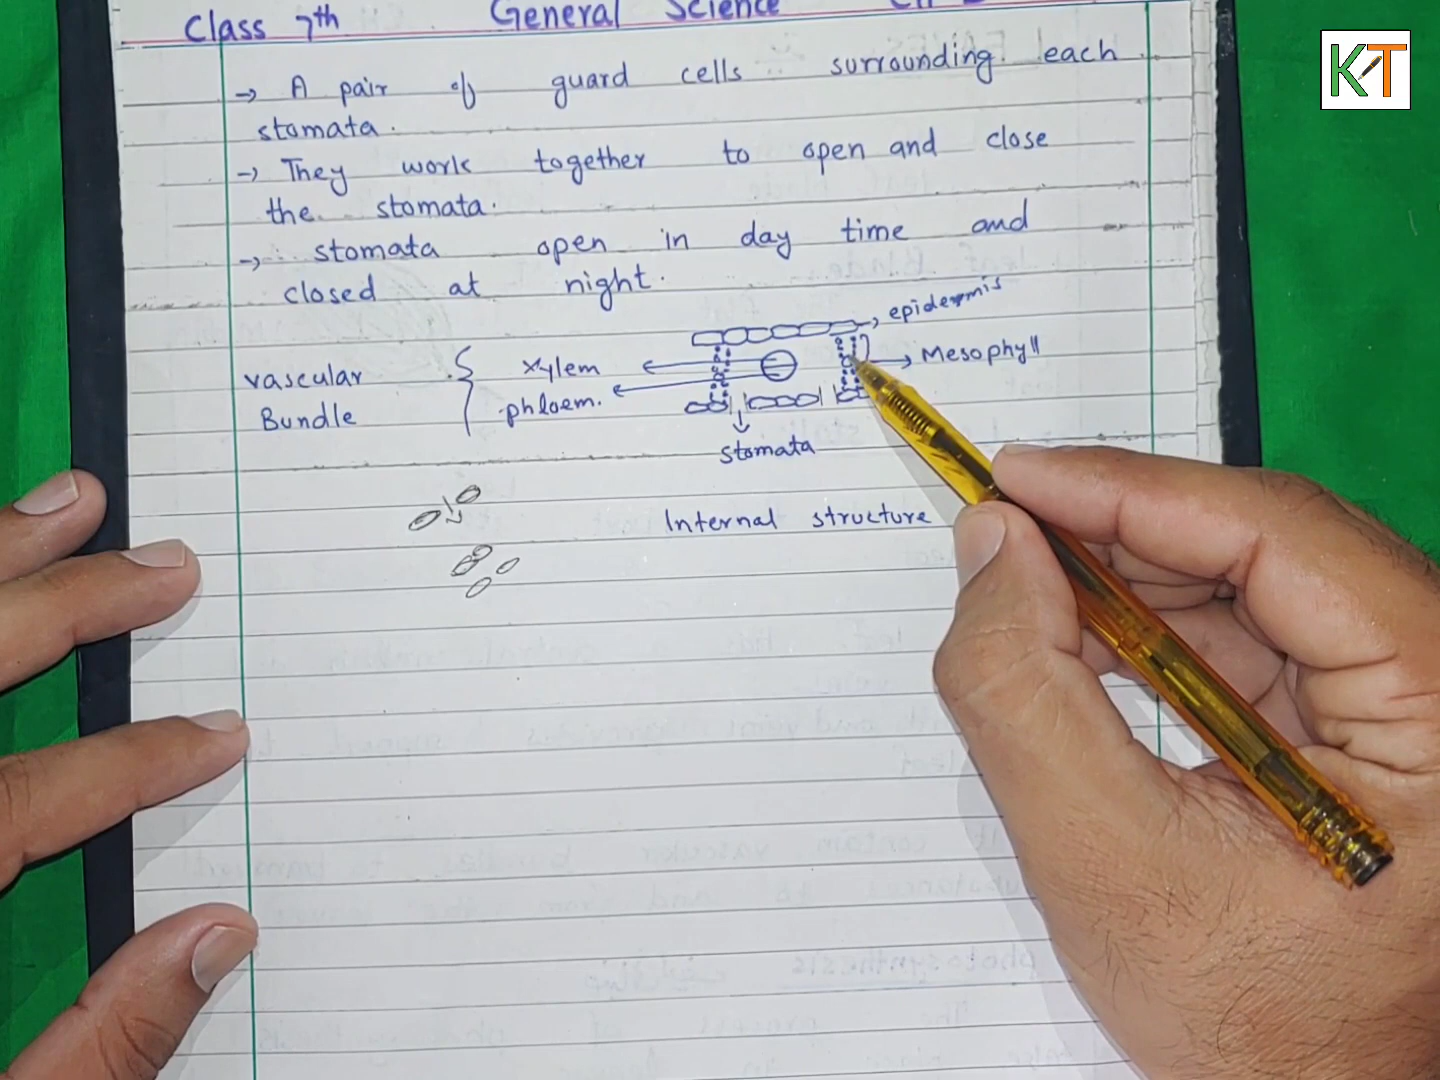 Class 7th General Science
→ A pair of guard cells surrounding each
stomata.
→ They work together to open and close
the stomata.
→ stomata open in day time and
closed at night.
epidermis
Mesophyll
vascular
Bundle
xylem
phloem.
stomata
Internal structure
KT